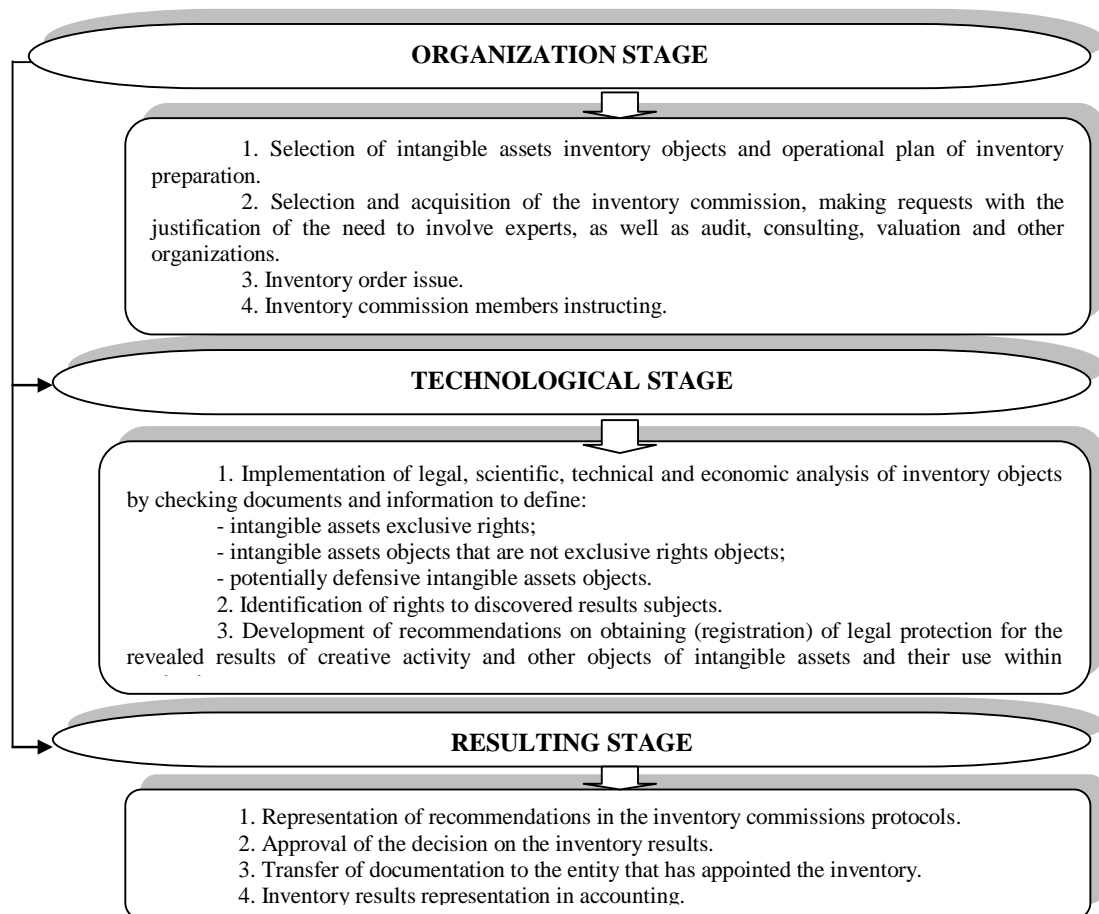 ORGANIZATION STAGE
1. Selection of intangible assets inventory objects and operational plan of inventory
preparation.
2. Selection and acquisition of the inventory commission, making requests with the
justification of the need to involve experts, as well as audit, consulting, valuation and other
organizations.
3. Inventory order issue.
4. Inventory commission members instructing.
TECHNOLOGICAL STAGE
1. Implementation of legal, scientific, technical and economic analysis of inventory objects
by checking documents and information to define:
- intangible assets exclusive rights;
- intangible assets objects that are not exclusive rights objects;
- potentially defensive intangible assets objects.
2. Identification of rights to discovered results subjects.
3. Development of recommendations on obtaining (registration) of legal protection for the
revealed results of creative activity and other objects of intangible assets and their use within
RESULTING STAGE
1. Representation of recommendations in the inventory commissions protocols.
2. Approval of the decision on the inventory results.
3. Transfer of documentation to the entity that has appointed the inventory.
4. Inventory results representation in accounting.